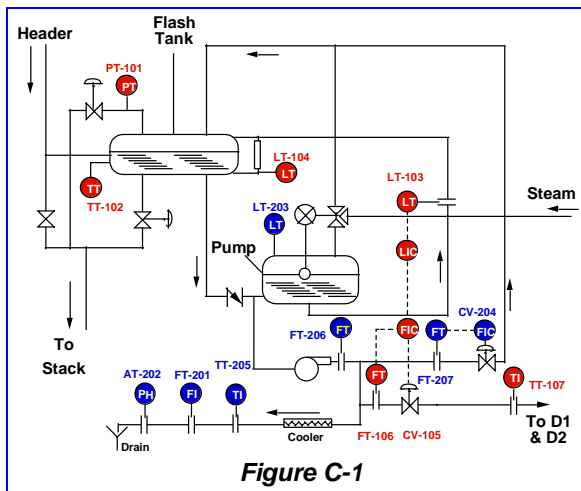 Header
Flash
Tank
PT-101
PT
LT-104
LT
TT
TT-102
LT-103
LT
Steam
LT-203
LT
LIC
Pump
CV-204
To
Stack
FT-206
FT
FIC
FT
FIC
AT-202
FT-201
TT-205
FT-207
TT-107
PH
FI
TI
FT
TI
Drain
Cooler
FT-106
CV-105
To D1
& D2
Figure C-1